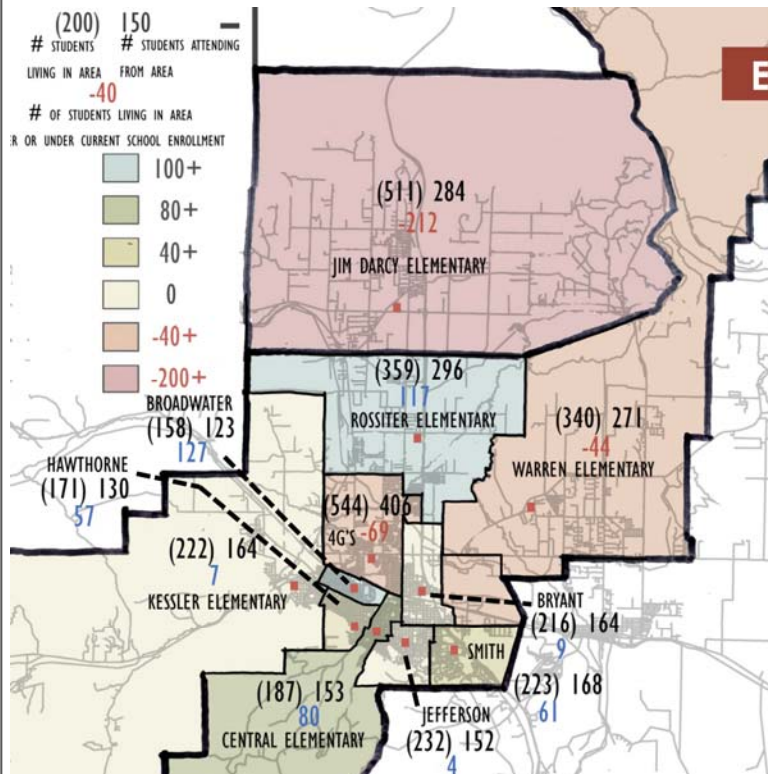 (200) 150
# STUDENTS # STUDENTS ATTENDING
LIVING IN AREA FROM AREA
-40
# OF STUDENTS LIVING IN AREA
R OR UNDER CURRENT SCHOOL ENROLLMENT
100+
80+
40+
0
-40+
-200+
E
(511) 284
-212
JIM DARCY ELEMENTARY
(359) 296
117
ROSSITER ELEMENTARY
(340) 271
-44
WARREN ELEMENTARY
BROADWATER
(158) 123
127
HAWTHORNE
(171) 130
57
(544) 406
4G'S -69
(222) 164
7
KESSLER ELEMENTARY
BRYANT
(216) 164
9
SMITH
(223) 168
61
(187) 153
80
CENTRAL ELEMENTARY
JEFFERSON
(232) 152
4